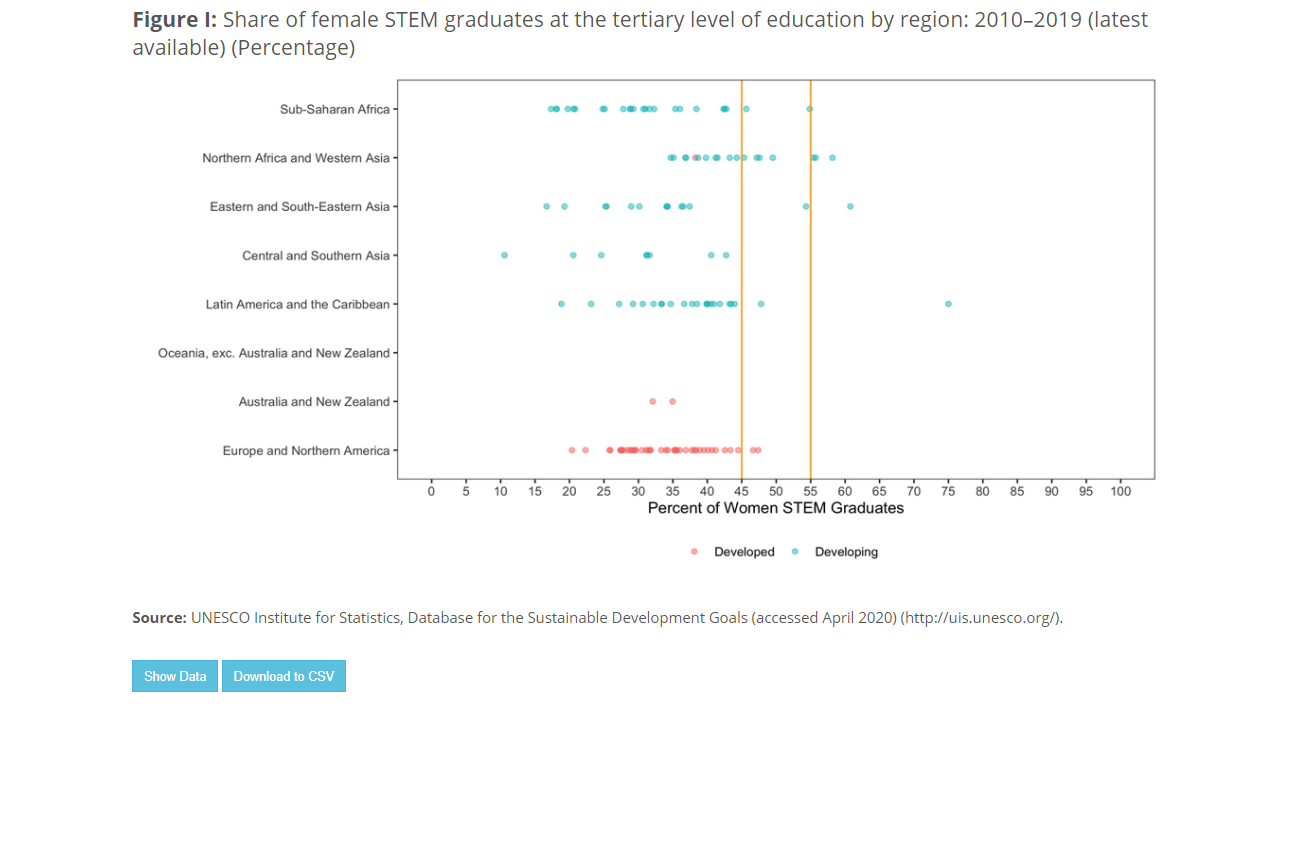 Figure I: Share of female STEM graduates at the tertiary level of education by region: 2010–2019 (latest
available) (Percentage)
Sub-Saharan Africa
Northern Africa and Western Asia
Eastern and South-Eastern Asia
Central and Southern Asia
Latin America and the Caribbean
Oceania, exc. Australia and New Zealand
Australia and New Zealand
Europe and Northern America
0 5 10 15 20 25 30 35 40 45 50 55 60 65 70 75 80 85 90 95 100
Percent of Women STEM Graduates
Developed Developing
Source: UNESCO Institute for Statistics, Database for the Sustainable Development Goals (accessed April 2020) (http://uis.unesco.org/).
Show Data Download to CSV